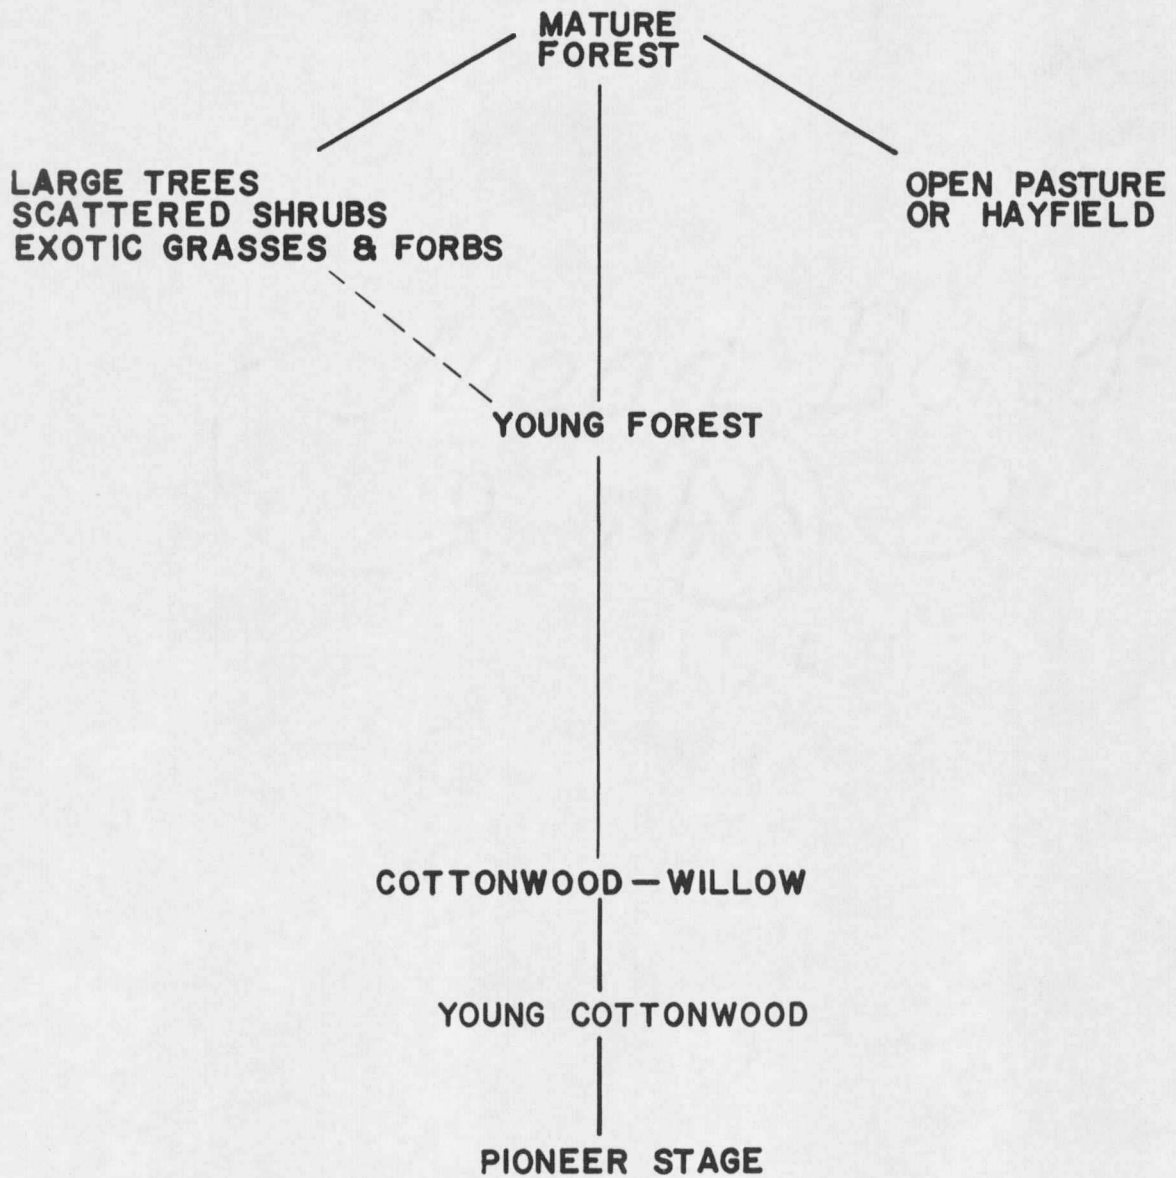 MATURE
FOREST
LARGE TREES
SCATTERED SHRUBS
EXOTIC GRASSES & FORBS
OPEN PASTURE
OR HAYFIELD
YOUNG FOREST
COTTONWOOD—WILLOW
YOUNG COTTONWOOD
PIONEER STAGE